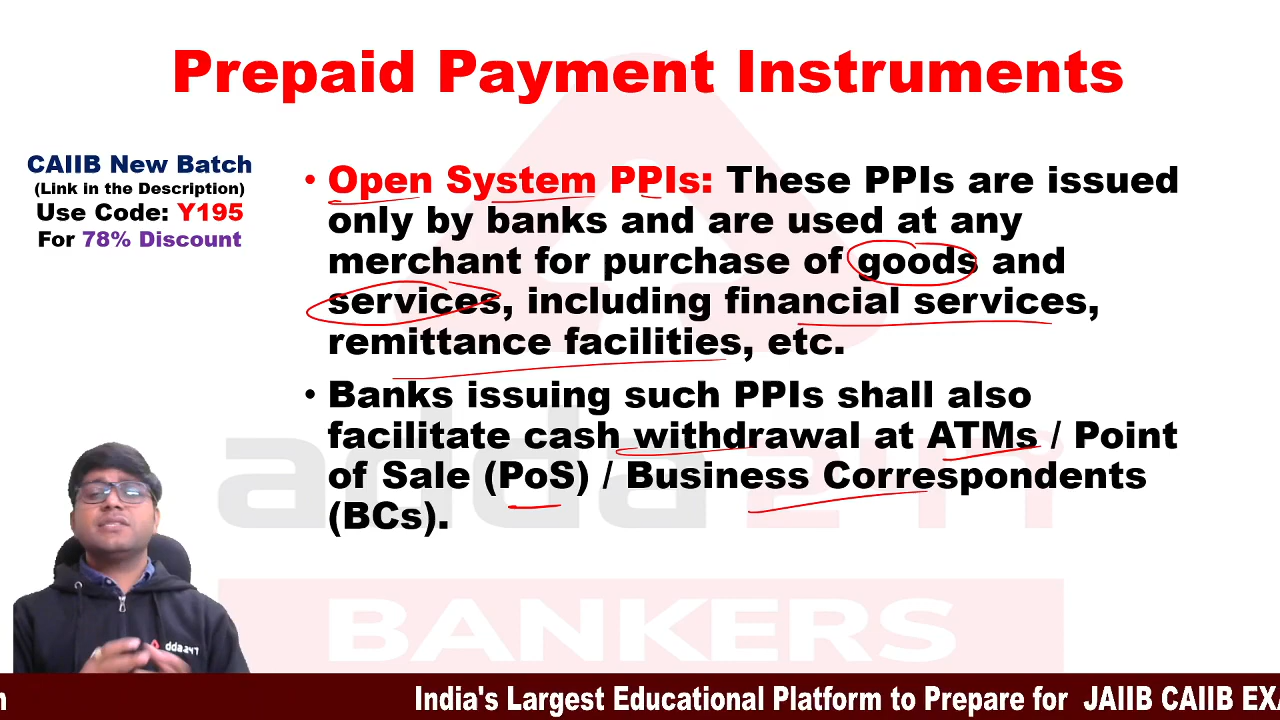 Prepaid Payment Instruments
CAIIB New Batch
(Link in the Description)
Use Code: Y195
For 78% Discount
• Open System PPIs: These PPIs are issued
only by banks and are used at any
merchant for purchase of goods and
services, including financial services,
remittance facilities, etc.
• Banks issuing such PPIs shall also
facilitate cash withdrawal at ATMs / Point
of Sale (PoS) / Business Correspondents
(BCs).
adda247
BANKERS
adda247
India's Largest Educational Platform to Prepare for JAIIB CAIIB EX